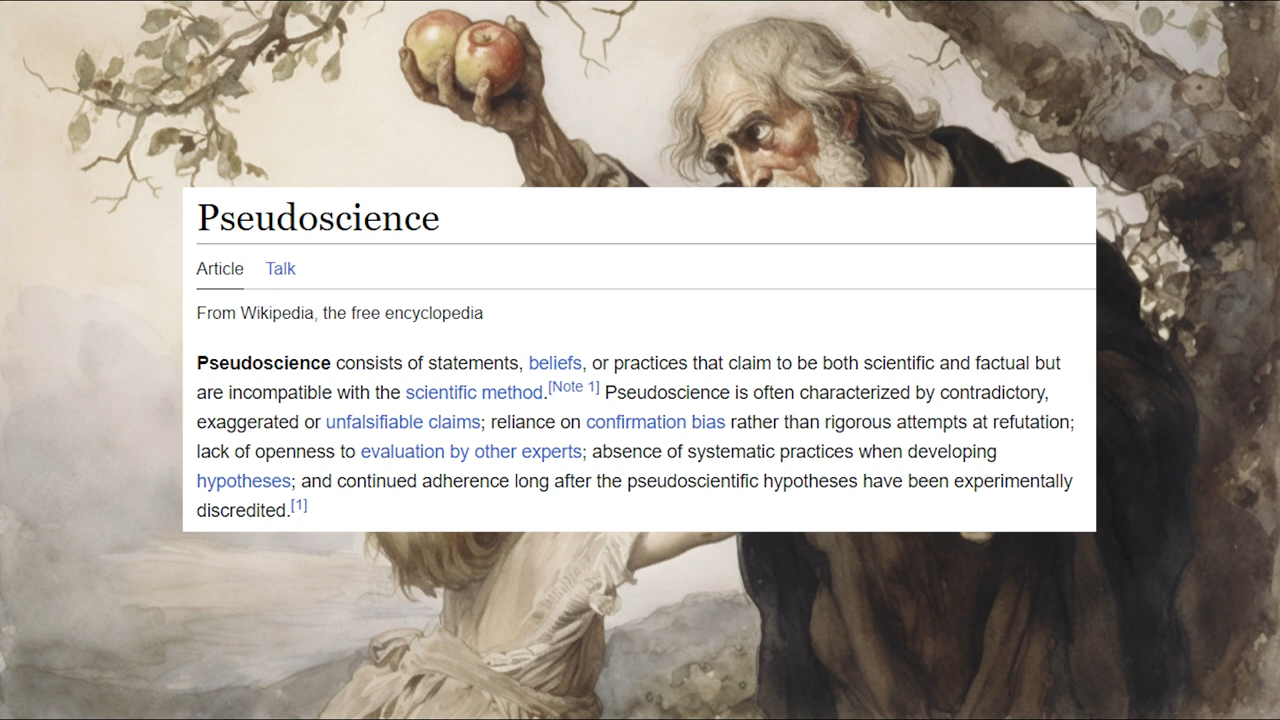 Pseudoscience
Article Talk
From Wikipedia, the free encyclopedia
Pseudoscience consists of statements, beliefs, or practices that claim to be both scientific and factual but
are incompatible with the scientific method.[Note 1] Pseudoscience is often characterized by contradictory,
exaggerated or unfalsifiable claims; reliance on confirmation bias rather than rigorous attempts at refutation;
lack of openness to evaluation by other experts; absence of systematic practices when developing
hypotheses; and continued adherence long after the pseudoscientific hypotheses have been experimentally
discredited.[1]